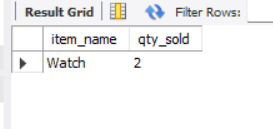 Result Grid Filter Rows:
item_name qty_sold
Watch 2